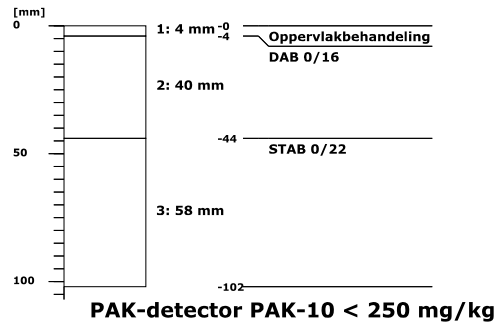 [mm]
0
1: 4 mm
-0
-4
Oppervlakbehandeling
DAB 0/16
2: 40 mm
-44
50
STAB 0/22
3: 58 mm
100
-102
PAK-detector PAK-10 < 250 mg/kg